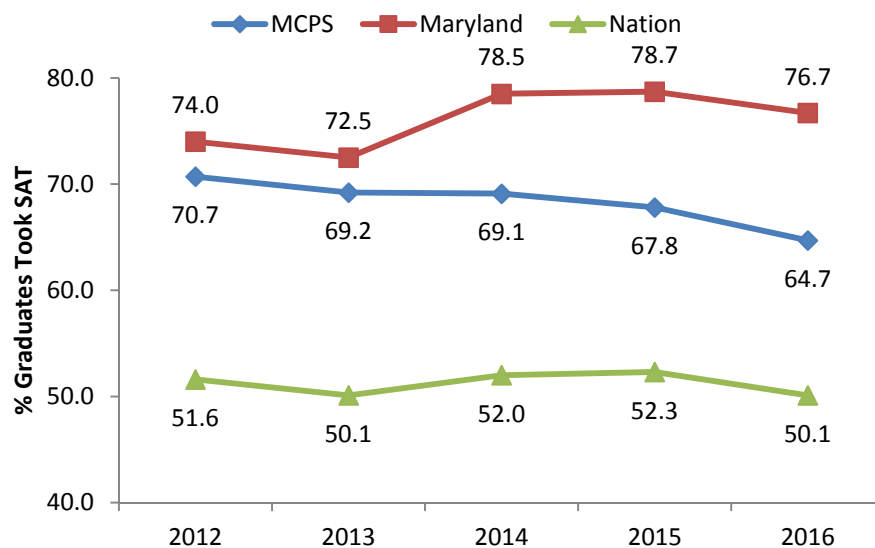 MCPS Maryland Nation
% Graduates Took SAT
80.0
70.0
60.0
50.0
40.0
74.0 72.5 78.5 78.7 76.7
70.7 69.2 69.1 67.8 64.7
51.6 50.1 52.0 52.3 50.1
2012 2013 2014 2015 2016